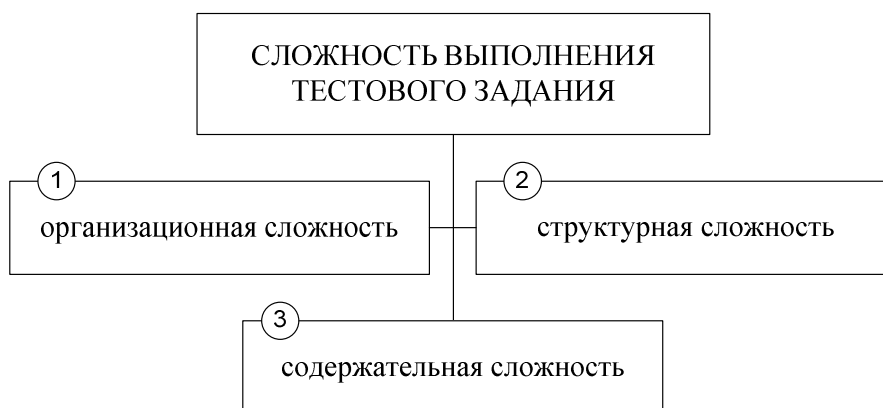 СЛОЖНОСТЬ ВЫПОЛНЕНИЯ
ТЕСТОВОГО ЗАДАНИЯ
1
организационная сложность
2
структурная сложность
3
содержательная сложность